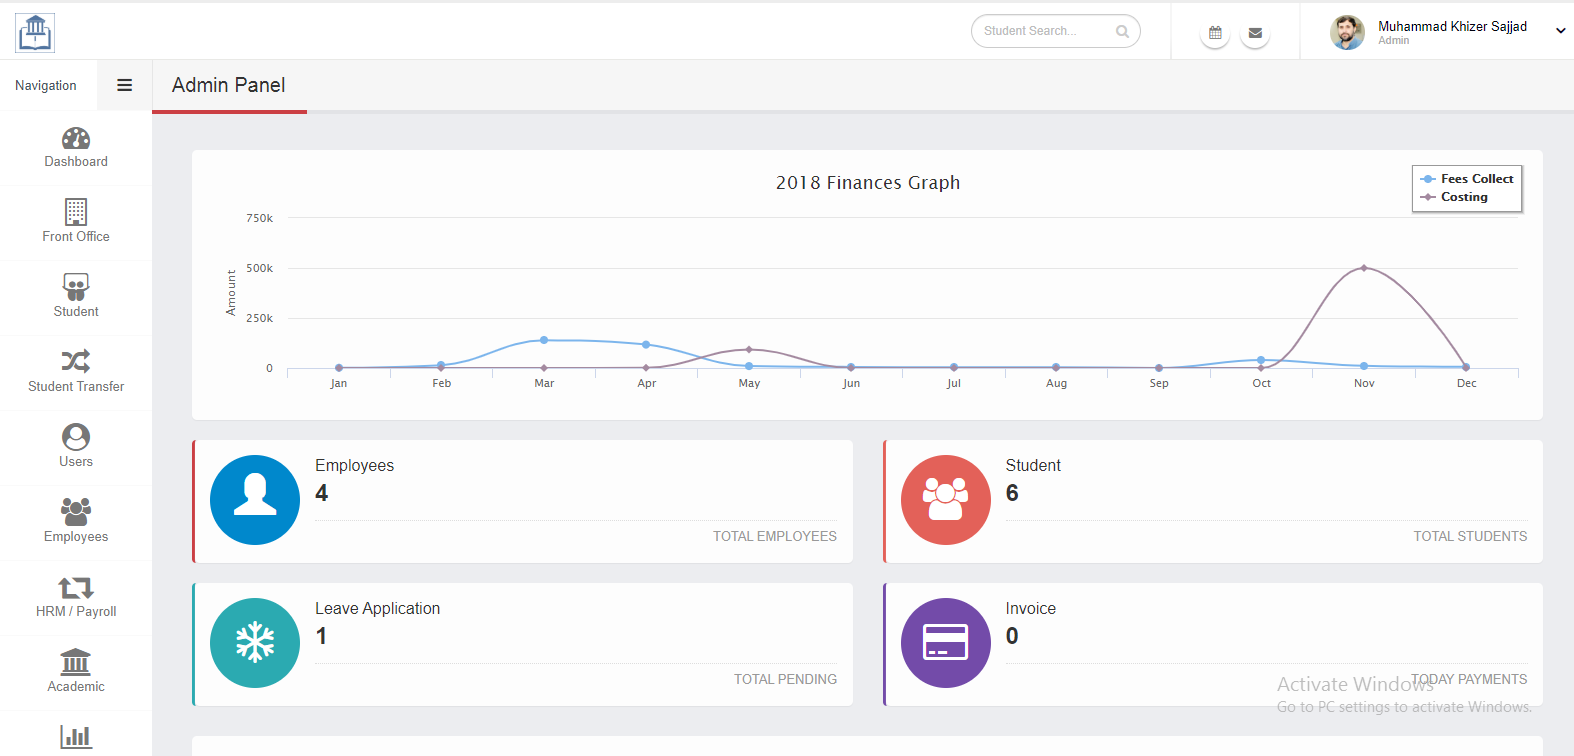 Student Search...
Muhammad Khizer Sajjad
Admin
Navigation
Admin Panel
Dashboard
Front Office
Student
Student Transfer
Users
Employees
HRM / Payroll
Academic
2018 Finances Graph
Fees Collect
Costing
Amount
750k
500k
250k
0
Jan Feb Mar Apr May Jun Jul Aug Sep Oct Nov Dec
Employees
4
TOTAL EMPLOYEES
Student
6
TOTAL STUDENTS
Leave Application
1
TOTAL PENDING
Invoice
0
TODAY PAYMENTS
Activate Windows
Go to PC settings to activate Windows.